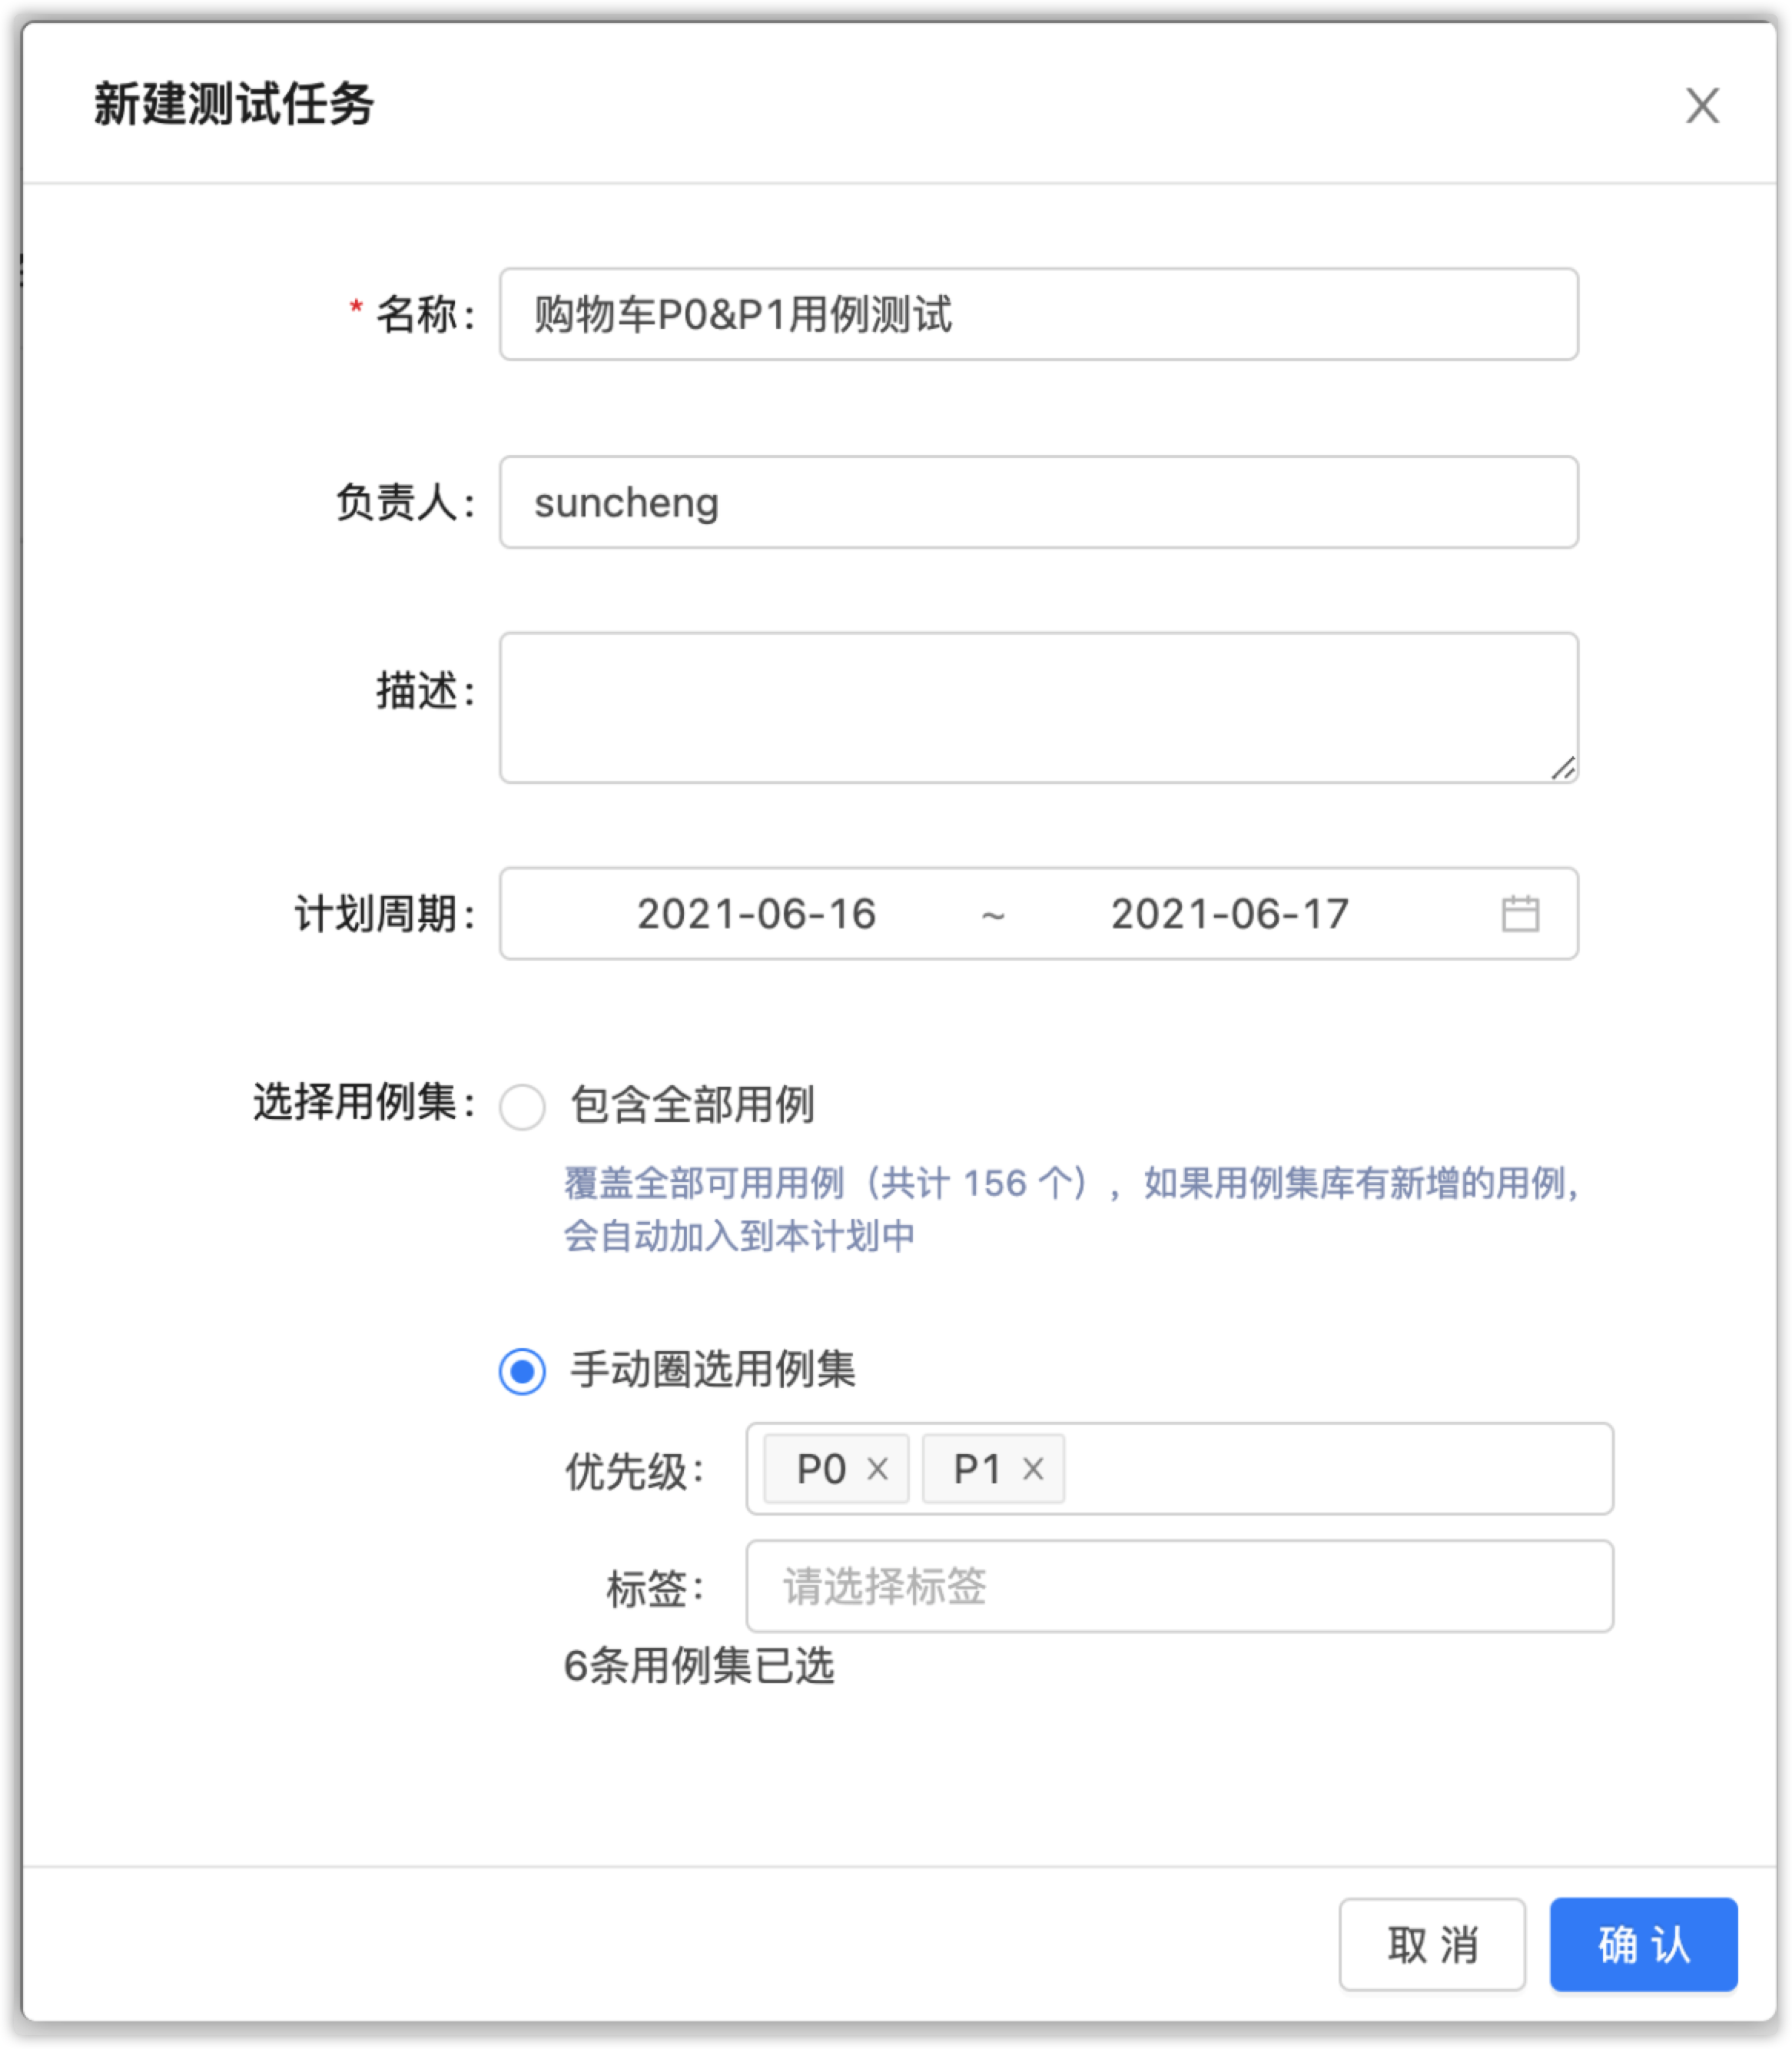 新建测试任务
* 名称：
购物车P0&P1用例测试
负责人：
suncheng
描述：
计划周期：
2021-06-16 ~ 2021-06-17
选择用例集：
包含全部用例
覆盖全部可用用例（共计 156 个），如果用例集库有新增的用例，
会自动加入到本计划中
手动圈选用例集
优先级：
P0 P1
标签：
请选择标签
6条用例集已选
取 消
确 认